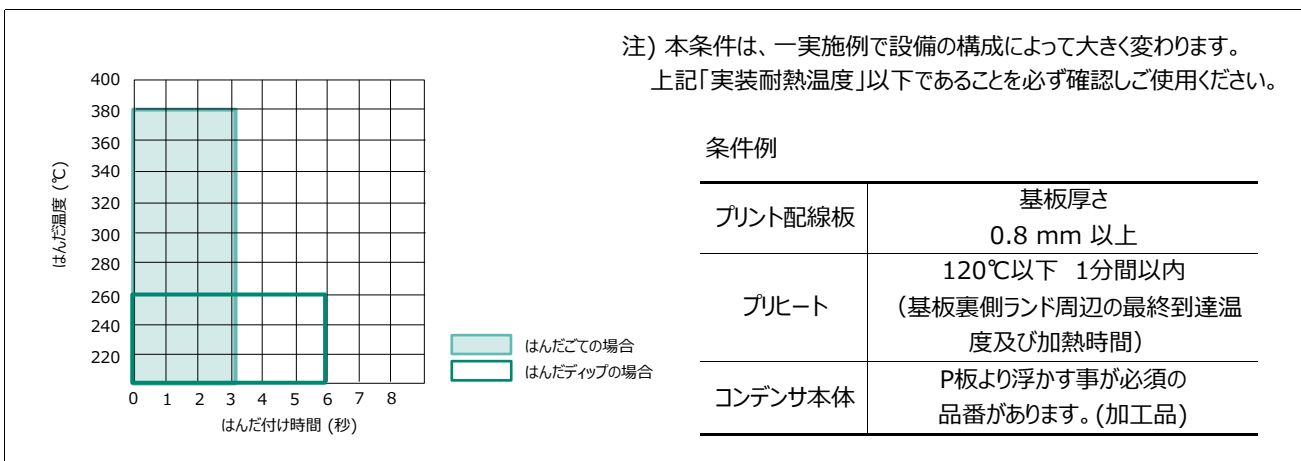 注) 本条件は、一実施例で設備の構成によって大きく変わります。
上記「実装耐熱温度」以下であることを必ず確認しご使用ください。
400
380
360
340
320
300
280
260
240
220
はんだ温度 (℃)
0 1 2 3 4 5 6 7 8
はんだ付け時間 (秒)
はんだごての場合
はんだディップの場合
条件例
プリント配線板
基板厚さ
0.8 mm 以上
プリヒート
120℃以下 1分間以内
（基板裏側ランド周辺の最終到達温
度及び加熱時間）
コンデンサ本体
P板より浮かす事が必須の
品番があります。(加工品)